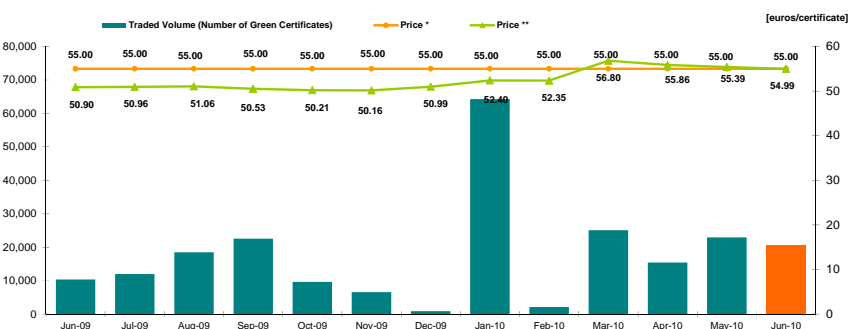 [euros/certificate]
Traded Volume (Number of Green Certificates) Price * Price **
80,000 60
55.00 55.00 55.00 55.00 55.00 55.00 55.00 55.00 55.00 55.00 55.00 55.00 55.00
70,000 50
56.80 55.86 55.39 54.99
50.90 50.96 51.06 50.53 50.21 50.16 50.99 52.40 52.35
60,000
40
50,000
40,000 30
30,000
20
20,000
10,000 10
0 0
Jun-09 Jul-09 Aug-09 Sep-09 Oct-09 Nov-09 Dec-09 Jan-10 Feb-10 Mar-10 Apr-10 May-10 Jun-10